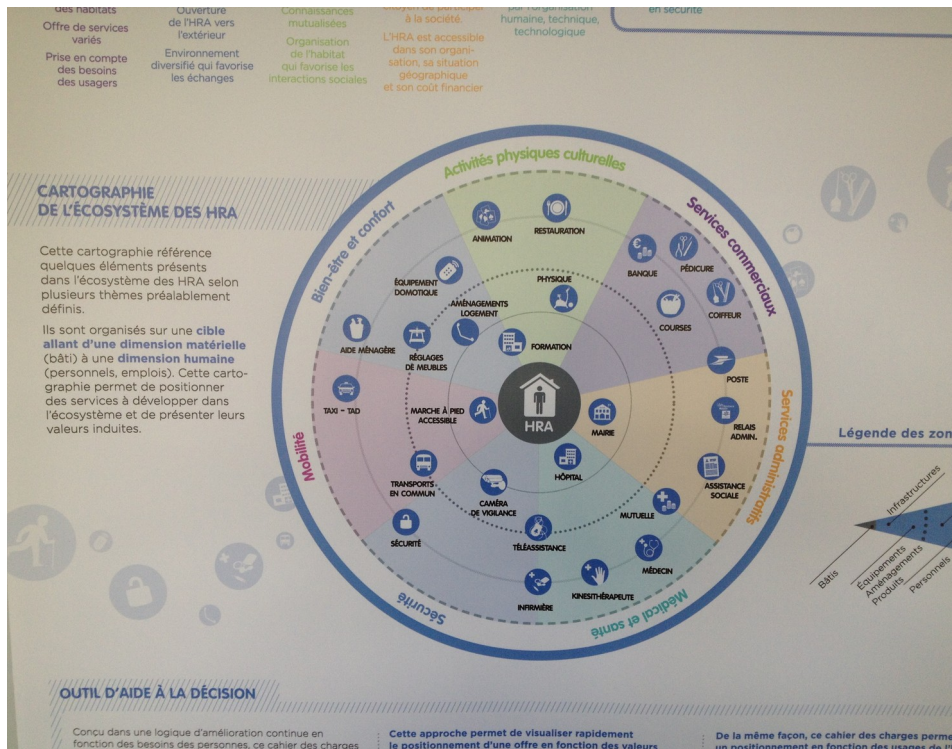 des habitats
Offre de services
variés
Prise en compte
des besoins
des usagers
Ouverture
de l'HRA vers
l'extérieur
Environnement
diversifié qui favorise
les échanges
Connaissances
mutualisées
Organisation
de l'habitat
qui favorise les
interactions sociales
citoyen de participer
à la société.
L'HRA est accessible
dans son organi-
sation, sa situation
géographique
et son coût financier
par l'organisation
humaine, technique,
technologique
en sécurité
CARTOGRAPHIE
DE L'ÉCOSYSTÈME DES HRA
Cette cartographie référence
quelques éléments présents
dans l'écosystème des HRA selon
plusieurs thèmes préalablement
définis.
Ils sont organisés sur une cible
allant d'une dimension matérielle
(bâti) à une dimension humaine
(personnels, emplois). Cette carto-
graphie permet de positionner
des services à développer dans
l'écosystème et de présenter leurs
valeurs induites.
Activités physiques culturelles
ANIMATION
RESTAURATION
PHYSIQUE
FORMATION
Services commerciaux
BANQUE
PÉDICURE
COURSES
COIFFEUR
Bien-être et confort
ÉQUIPEMENT
DOMOTIQUE
AMÉNAGEMENTS
LOGEMENT
AIDE MÉNAGÈRE
RÉGLAGES
DE MEUBLES
HRA
Services administratifs
POSTE
MAIRIE
RELAIS
ADMIN.
ASSISTANCE
SOCIALE
Mobilité
TAXI - TAD
MARCHE À PIED
ACCESSIBLE
TRANSPORTS
EN COMMUN
Sécurité
CAMÉRA
DE VIGILANCE
SÉCURITÉ
TÉLÉASSISTANCE
INFIRMIÈRE
Médical et santé
HÔPITAL
MUTUELLE
MÉDECIN
KINESITHÉRAPEUTE
Légende des zon
Infrastructures
Bâtis
Équipements
Aménagements
Produits
Personnels
OUTIL D'AIDE À LA DÉCISION
Conçu dans une logique d'amélioration continue en
fonction des besoins des personnes, ce cahier des charges
Cette approche permet de visualiser rapidement
le positionnement d'une offre en fonction des valeurs
De la même façon, ce cahier des charges perme
un positionnement en fonction des usages